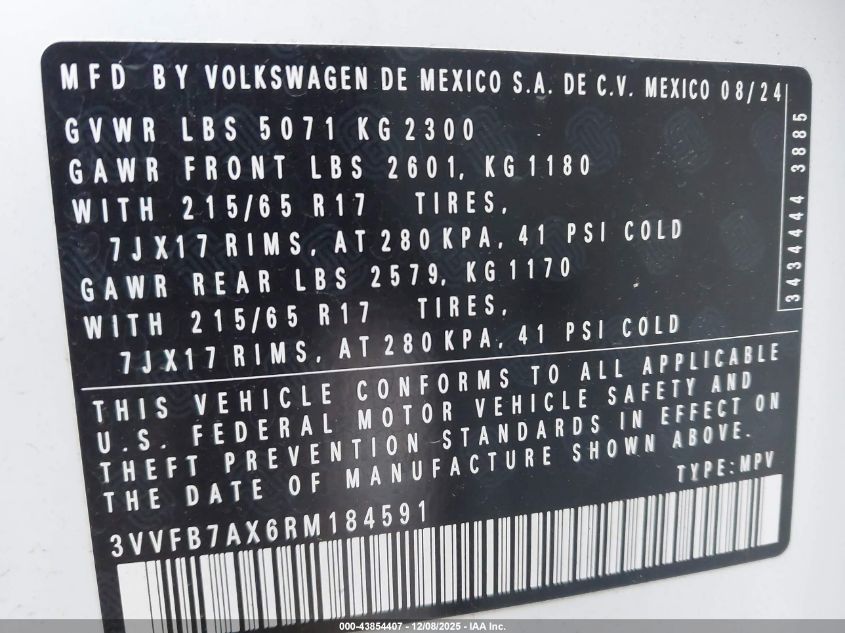 MFD BY VOLKSWAGEN DE MEXICO S.A. DE C.V. MEXICO 08/24
GVWR LBS 5071 KG 2300
GAWR FRONT LBS 2601, KG 1180
WITH 215/65 R17 TIRES,
7JX17 RIMS, AT 280 KPA, 41 PSI COLD
GAWR REAR LBS 2579, KG 1170
WITH 215/65 R17 TIRES,
7JX17 RIMS, AT 280 KPA, 41 PSI COLD
3434444 3885
THIS VEHICLE CONFORMS TO ALL APPLICABLE
U.S. FEDERAL MOTOR VEHICLE SAFETY AND
THEFT PREVENTION STANDARDS IN EFFECT ON
THE DATE OF MANUFACTURE SHOWN ABOVE.
TYPE: MPV
3VVFB7AX6RM184591
000-43854407 - 12/08/2025 - IAA Inc.